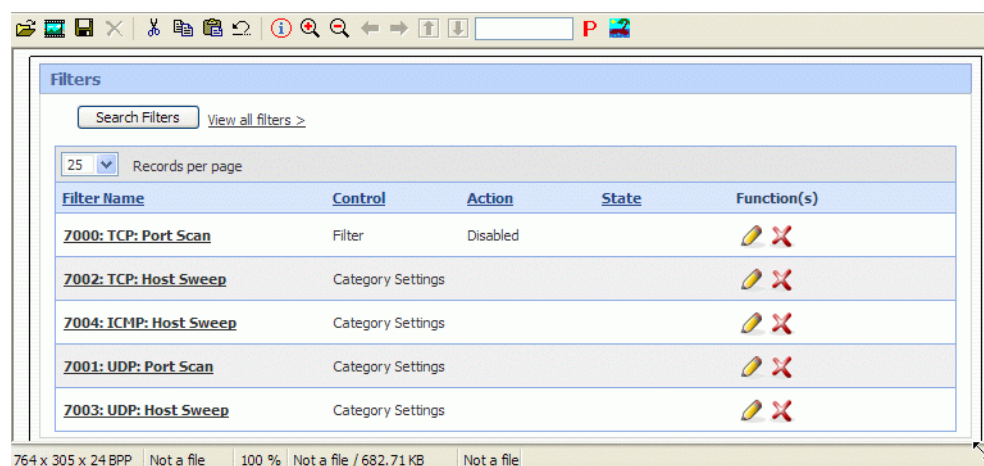 P
Filters
Search Filters View all filters >
25 Records per page
Filter Name Control Action State Function(s)
7000: TCP: Port Scan Filter Disabled
7002: TCP: Host Sweep Category Settings
7004: ICMP: Host Sweep Category Settings
7001: UDP: Port Scan Category Settings
7003: UDP: Host Sweep Category Settings
764 x 305 x 24 BPP Not a file 100 % Not a file / 682.71 KB Not a file